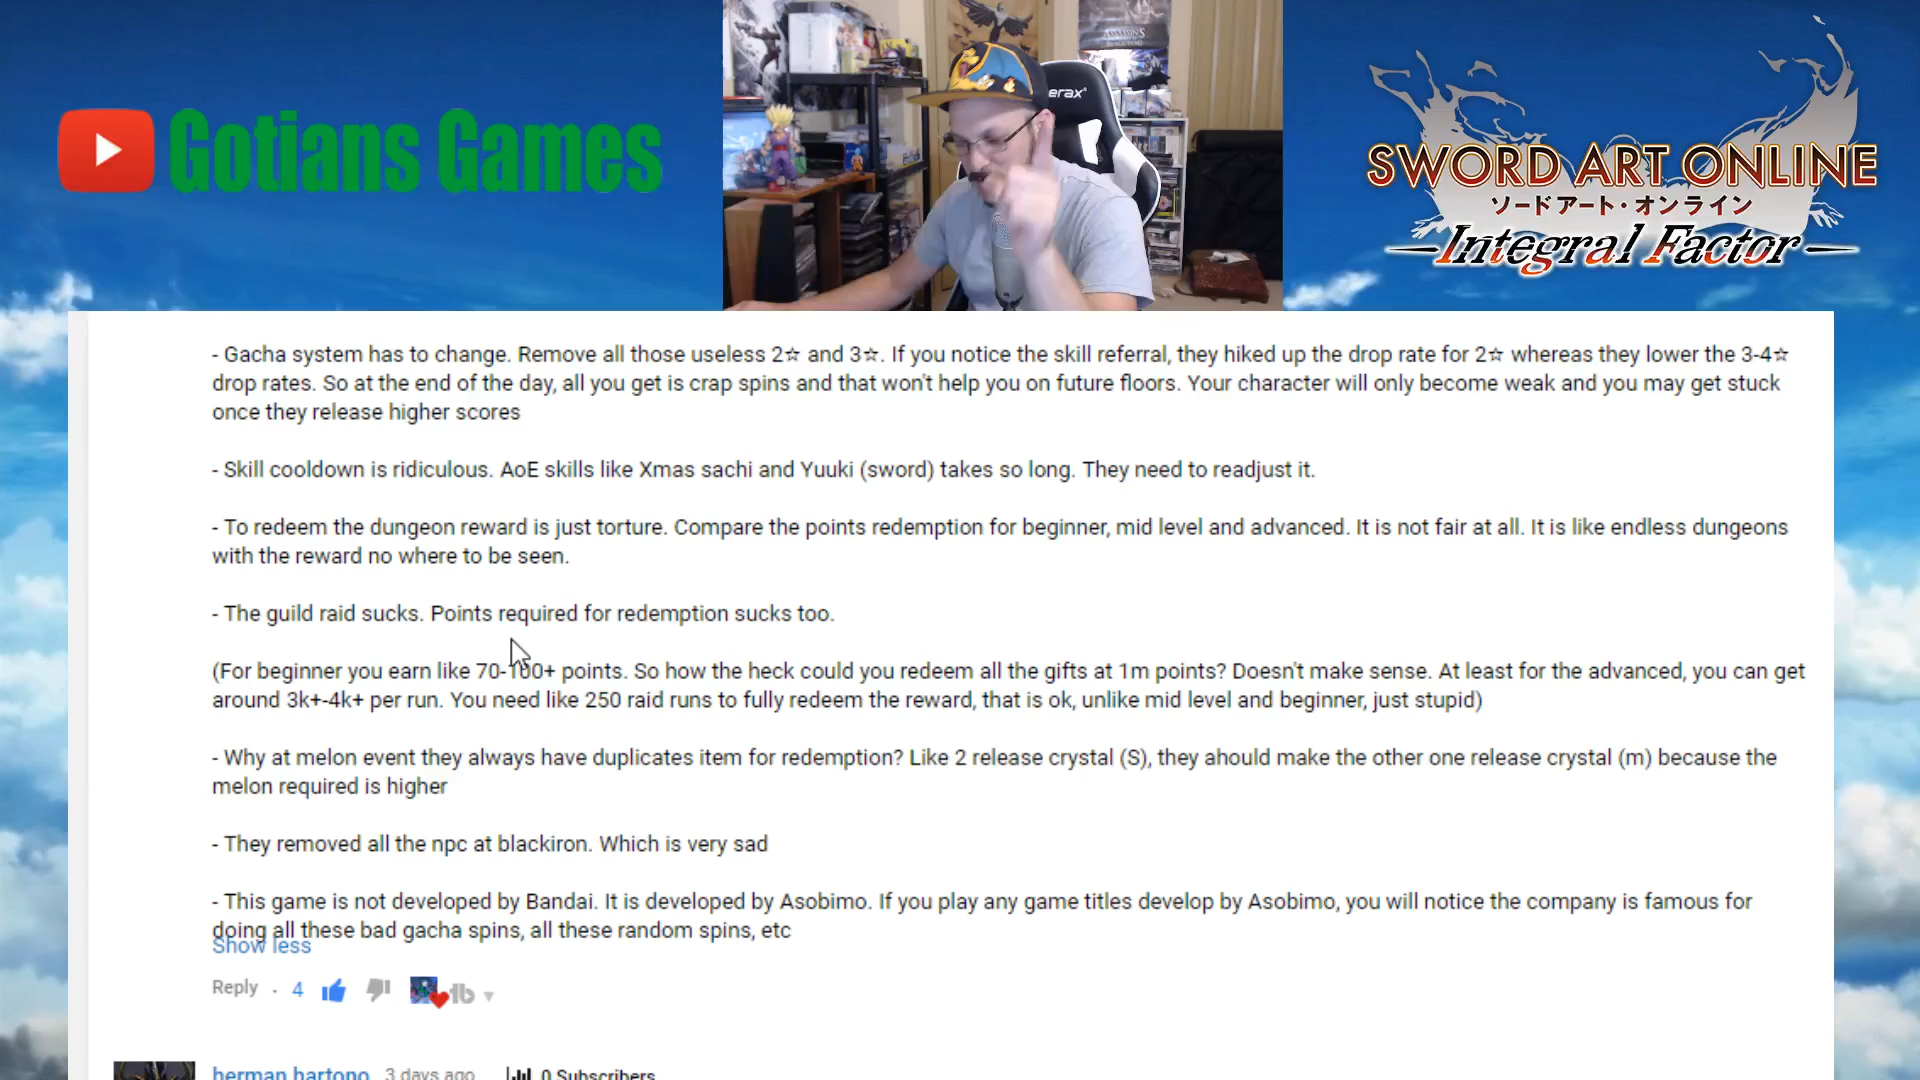 Gotians Games
erax
ASSASSINS
SWORD ART ONLINE
ソードアート・オンライン
Integral Factor
- Gacha system has to change. Remove all those useless 2☆ and 3☆. If you notice the skill referral, they hiked up the drop rate for 2☆ whereas they lower the 3-4☆
drop rates. So at the end of the day, all you get is crap spins and that won't help you on future floors. Your character will only become weak and you may get stuck
once they release higher scores
- Skill cooldown is ridiculous. AoE skills like Xmas sachi and Yuuki (sword) takes so long. They need to readjust it.
- To redeem the dungeon reward is just torture. Compare the points redemption for beginner, mid level and advanced. It is not fair at all. It is like endless dungeons
with the reward no where to be seen.
- The guild raid sucks. Points required for redemption sucks too.
(For beginner you earn like 70-100+ points. So how the heck could you redeem all the gifts at 1m points? Doesn't make sense. At least for the advanced, you can get
around 3k+-4k+ per run. You need like 250 raid runs to fully redeem the reward, that is ok, unlike mid level and beginner, just stupid)
- Why at melon event they always have duplicates item for redemption? Like 2 release crystal (S), they ahould make the other one release crystal (m) because the
melon required is higher
- They removed all the npc at blackiron. Which is very sad
- This game is not developed by Bandai. It is developed by Asobimo. If you play any game titles develop by Asobimo, you will notice the company is famous for
doing all these bad gacha spins, all these random spins, etc
Show less
Reply · 4
herman hartono 3 days ago 0 Subscribers